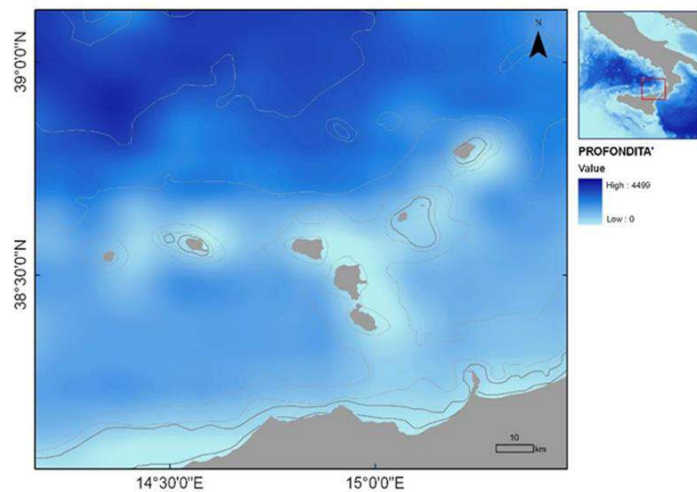 N
39°0'0"N
38°30'0"N
14°30'0"E
15°0'0"E
10
km
PROFONDITA'
Value
High : 4499
Low : 0